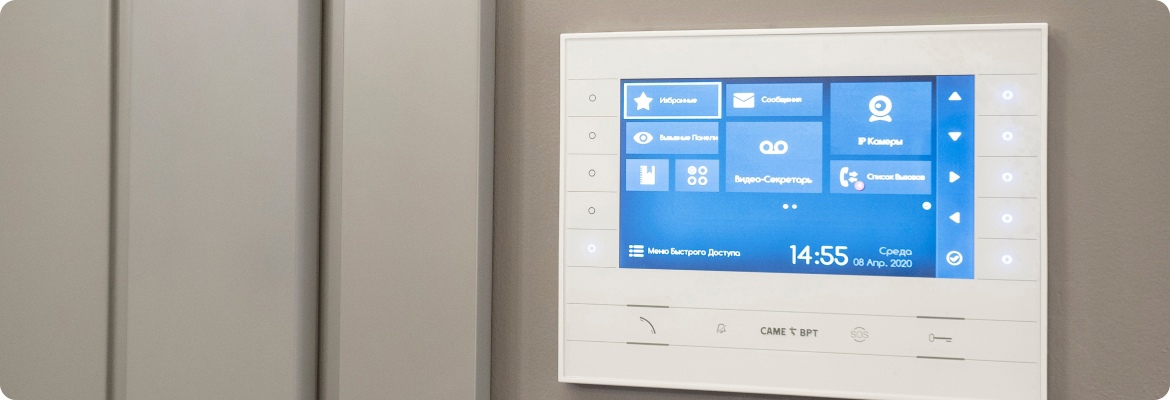 Избранные
Сообщения
IP Камеры
Вызывные Панели
Видео-Секретарь
Список Вызовов
Меню Быстрого Доступа
14:55
Среда
08 Апр. 2020
CAME BPT
SOS